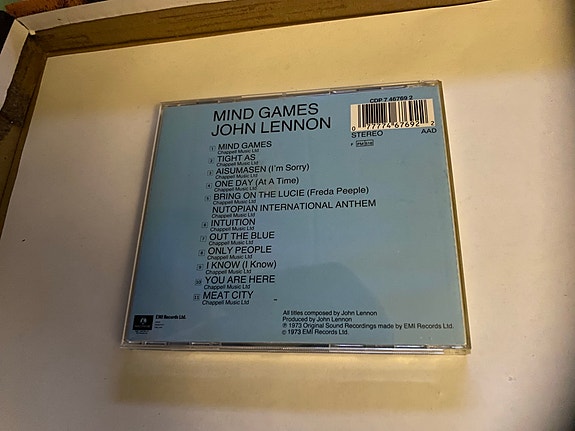 MIND GAMES
JOHN LENNON
CDP 7 46769 2
0 77774 67692 2
STEREO AAD
1 MIND GAMES
Chappell Music Ltd
2 TIGHT AS
Chappell Music Ltd
3 AISUMASEN (I'm Sorry)
Chappell Music Ltd
4 ONE DAY (At A Time)
Chappell Music Ltd
5 BRING ON THE LUCIE (Freda Peeple)
Chappell Music Ltd
NUTOPIAN INTERNATIONAL ANTHEM
6 INTUITION
Chappell Music Ltd
7 OUT THE BLUE
Chappell Music Ltd
8 ONLY PEOPLE
Chappell Music Ltd
9 I KNOW (I Know)
Chappell Music Ltd
10 YOU ARE HERE
Chappell Music Ltd
11 MEAT CITY
Chappell Music Ltd
EMI Records Ltd.
All titles composed by John Lennon
Produced by John Lennon
℗ 1973 Original Sound Recordings made by EMI Records Ltd.
© 1973 EMI Records Ltd.